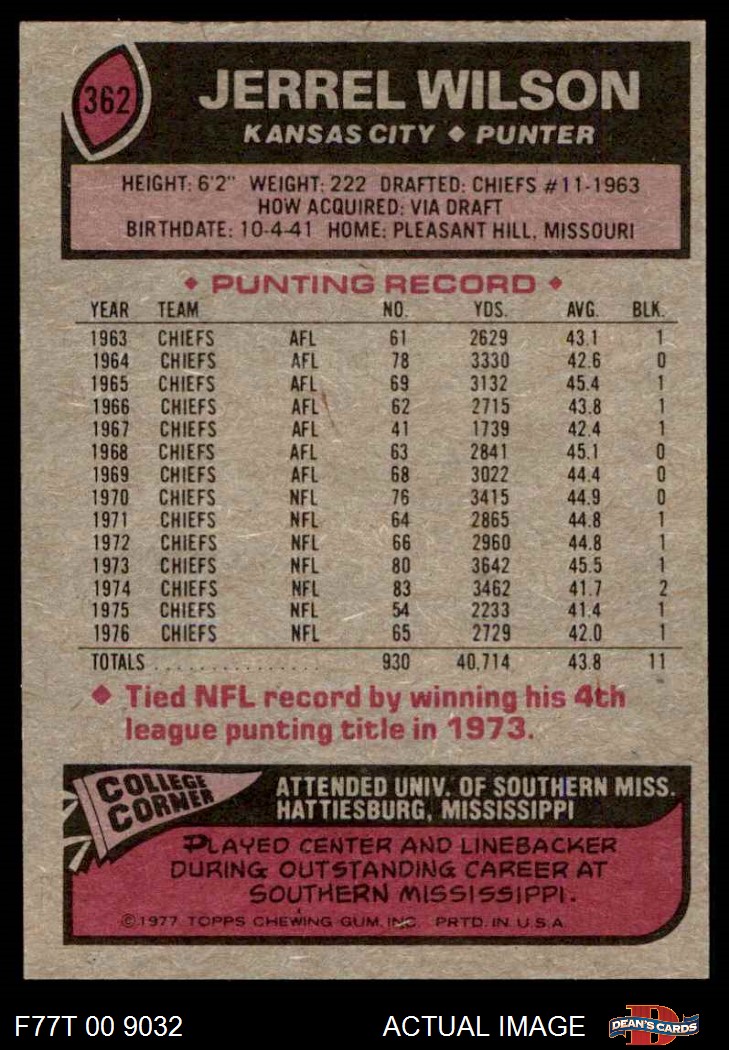 362
JERREL WILSON
KANSAS CITY ♦ PUNTER
HEIGHT: 6'2" WEIGHT: 222 DRAFTED: CHIEFS #11-1963
HOW ACQUIRED: VIA DRAFT
BIRTHDATE: 10-4-41 HOME: PLEASANT HILL, MISSOURI
♦ PUNTING RECORD ♦
YEAR TEAM NO. YDS. AVG. BLK.
1963 CHIEFS AFL 61 2629 43.1 1
1964 CHIEFS AFL 78 3330 42.6 0
1965 CHIEFS AFL 69 3132 45.4 1
1966 CHIEFS AFL 62 2715 43.8 1
1967 CHIEFS AFL 41 1739 42.4 1
1968 CHIEFS AFL 63 2841 45.1 0
1969 CHIEFS AFL 68 3022 44.4 0
1970 CHIEFS NFL 76 3415 44.9 0
1971 CHIEFS NFL 64 2865 44.8 1
1972 CHIEFS NFL 66 2960 44.8 1
1973 CHIEFS NFL 80 3642 45.5 1
1974 CHIEFS NFL 83 3462 41.7 2
1975 CHIEFS NFL 54 2233 41.4 1
1976 CHIEFS NFL 65 2729 42.0 1
TOTALS . . . . . . . . . . . . . . . 930 40,714 43.8 11
♦ Tied NFL record by winning his 4th
league punting title in 1973.
COLLEGE
CORNER
ATTENDED UNIV. OF SOUTHERN MISS.
HATTIESBURG, MISSISSIPPI
PLAYED CENTER AND LINEBACKER
DURING OUTSTANDING CAREER AT
SOUTHERN MISSISSIPPI.
©1977 TOPPS CHEWING GUM, INC. PRTD. IN U.S.A.
F77T 00 9032
ACTUAL IMAGE
D
DEAN'S CARDS